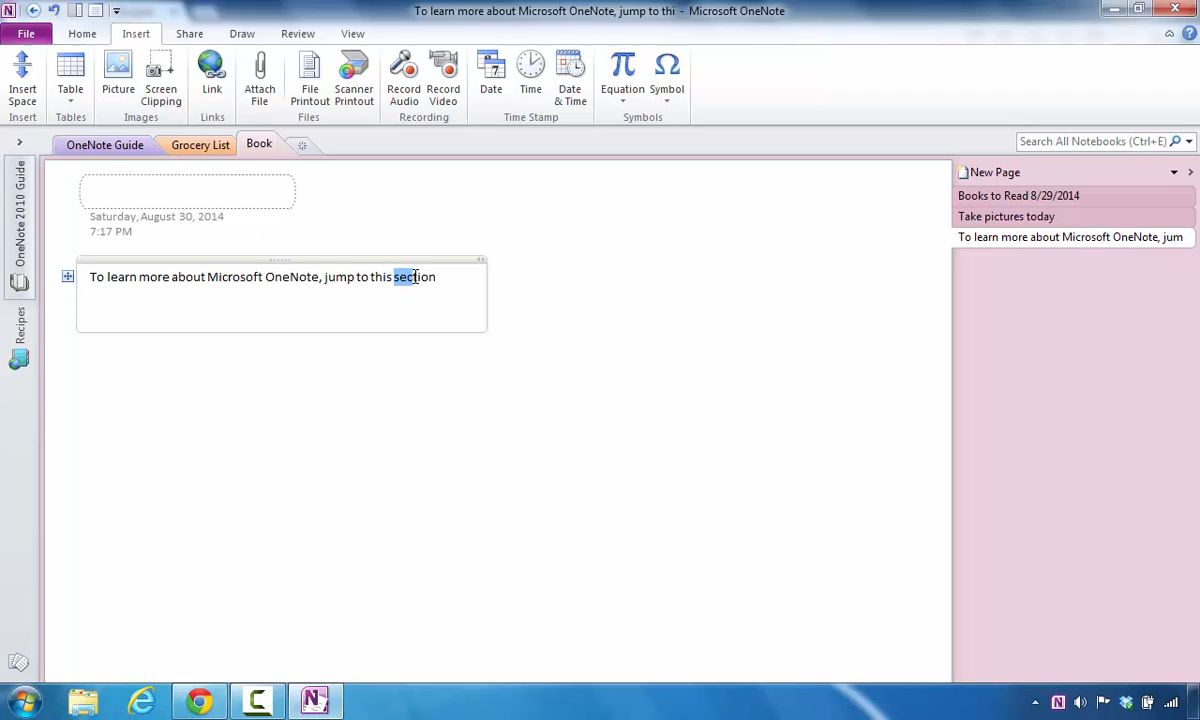 To learn more about Microsoft OneNote, jump to thi - Microsoft OneNote
File Home Insert Share Draw Review View
Insert Space
Table
Picture
Screen Clipping
Link
Attach File
File Printout
Scanner Printout
Record Audio
Record Video
Date
Time
Date & Time
Equation
Symbol
Insert Tables Images Links Files Recording Time Stamp Symbols
OneNote Guide Grocery List Book
Search All Notebooks (Ctrl+E)
OneNote 2010 Guide
Recipes
Saturday, August 30, 2014
7:17 PM
To learn more about Microsoft OneNote, jump to this section
New Page
Books to Read 8/29/2014
Take pictures today
To learn more about Microsoft OneNote, jum